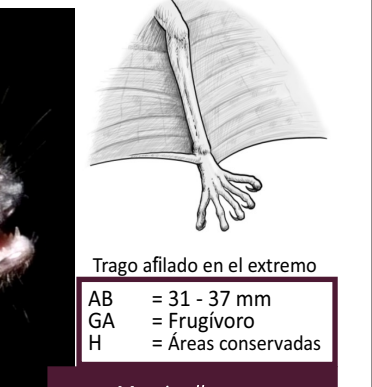 Trago afilado en el extremo
AB = 31 - 37 mm
GA = Frugívoro
H = Áreas conservadas